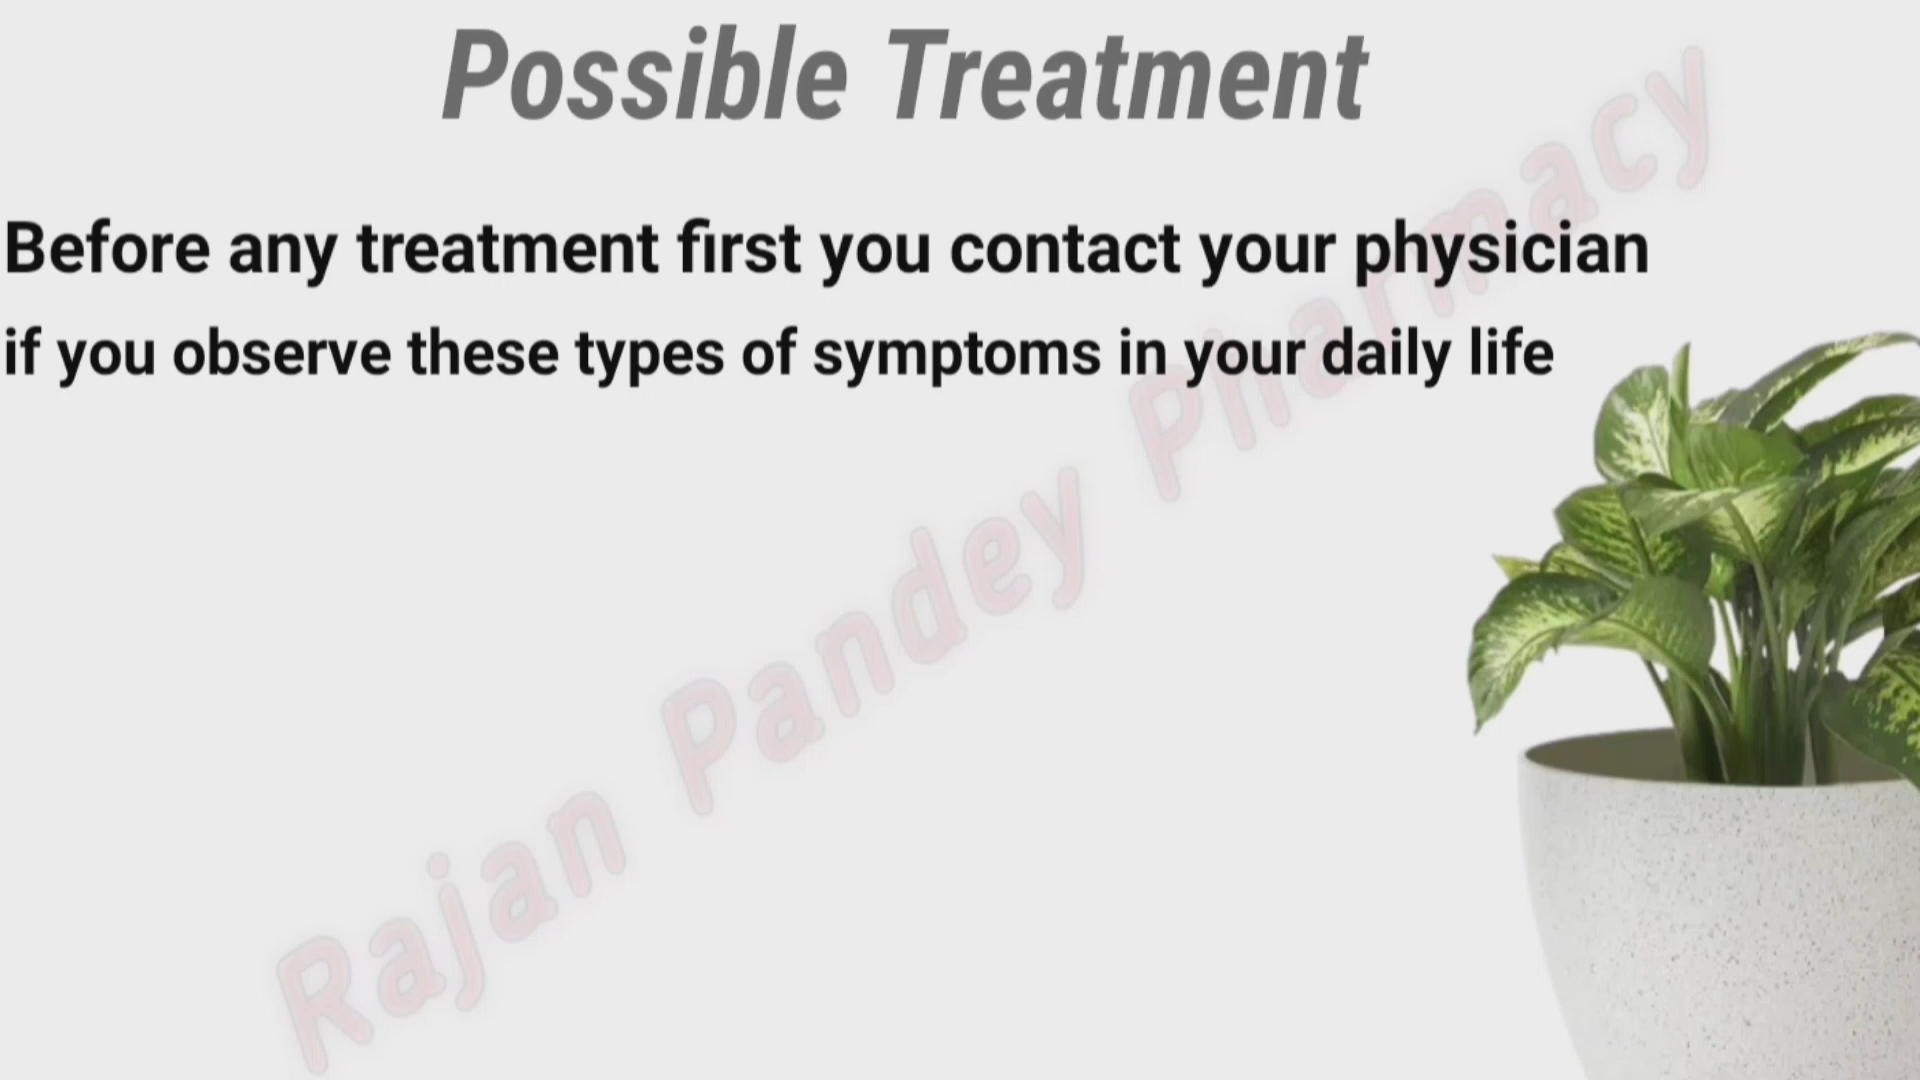 Possible Treatment
Before any treatment first you contact your physician
if you observe these types of symptoms in your daily life
Rajan Pandey Pharmacy